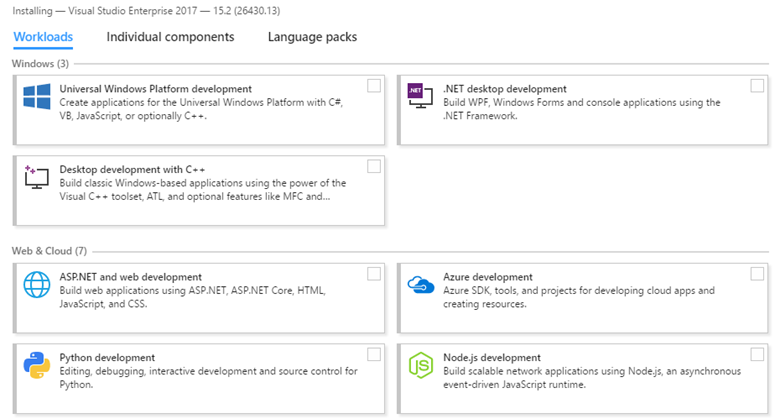 Installing — Visual Studio Enterprise 2017 — 15.2 (26430.13)
Workloads Individual components Language packs
Windows (3)
Universal Windows Platform development
Create applications for the Universal Windows Platform with C#,
VB, JavaScript, or optionally C++.
.NET
.NET desktop development
Build WPF, Windows Forms and console applications using the
.NET Framework.
Desktop development with C++
Build classic Windows-based applications using the power of the
Visual C++ toolset, ATL, and optional features like MFC and...
Web & Cloud (7)
ASP.NET and web development
Build web applications using ASP.NET, ASP.NET Core, HTML,
JavaScript, and CSS.
Azure development
Azure SDK, tools, and projects for developing cloud apps and
creating resources.
Python development
Editing, debugging, interactive development and source control for
Python.
JS
Node.js development
Build scalable network applications using Node.js, an asynchronous
event-driven JavaScript runtime.